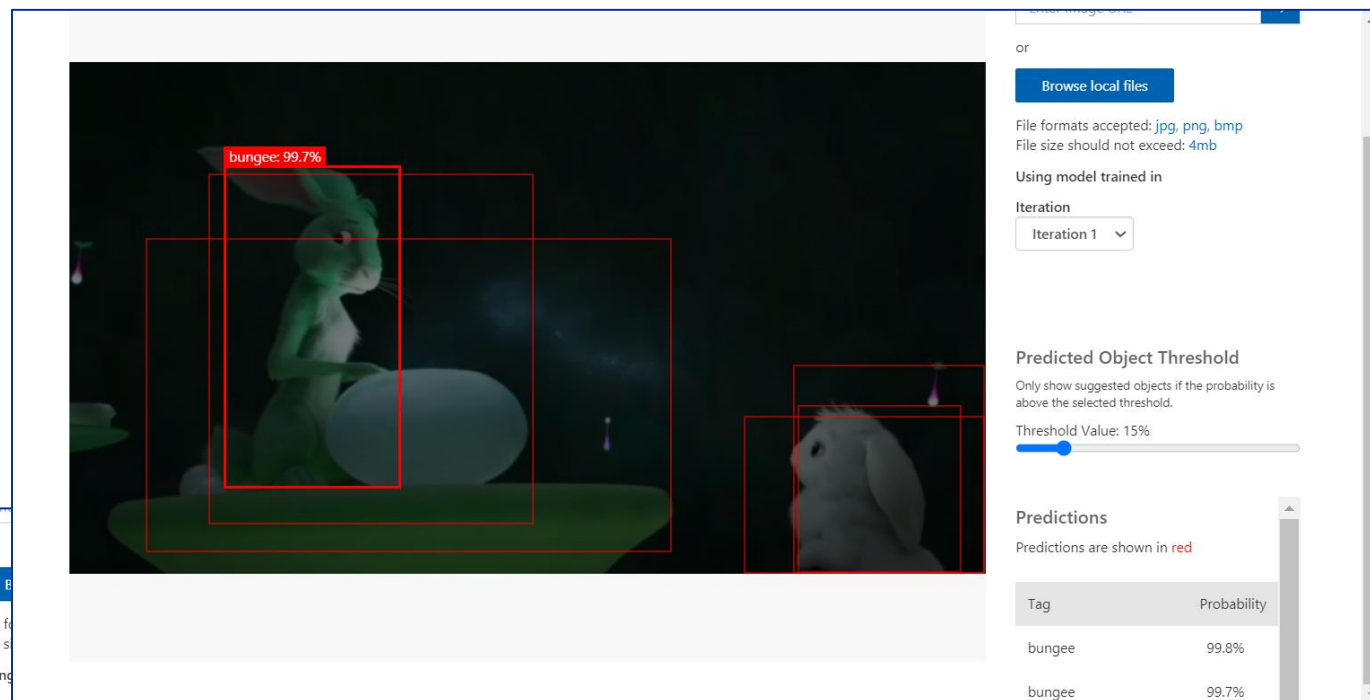 or
Browse local files
File formats accepted: jpg, png, bmp
File size should not exceed: 4mb
Using model trained in
Iteration
Iteration 1
bungee: 99.7%
Predicted Object Threshold
Only show suggested objects if the probability is
above the selected threshold.
Threshold Value: 15%
Predictions
Predictions are shown in red
Tag Probability
bungee 99.8%
bungee 99.7%